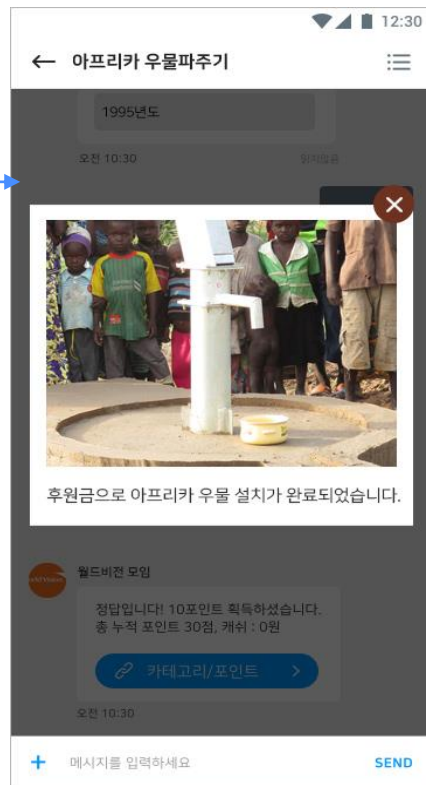 12:30
아프리카 우물파주기
1995년도
오전 10:30
후원금으로 아프리카 우물 설치가 완료되었습니다.
월드비전 모임
정답입니다! 10포인트 획득하셨습니다.
총 누적 포인트 30점, 캐쉬 : 0원
카테고리/포인트
오전 10:30
메시지를 입력하세요
SEND